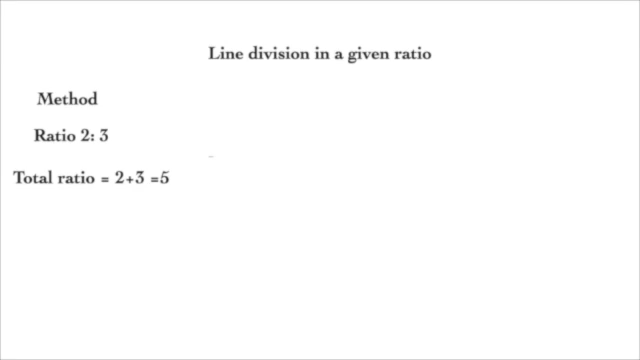 Line division in a given ratio
Method
Ratio 2: 3
Total ratio = 2+3 =5